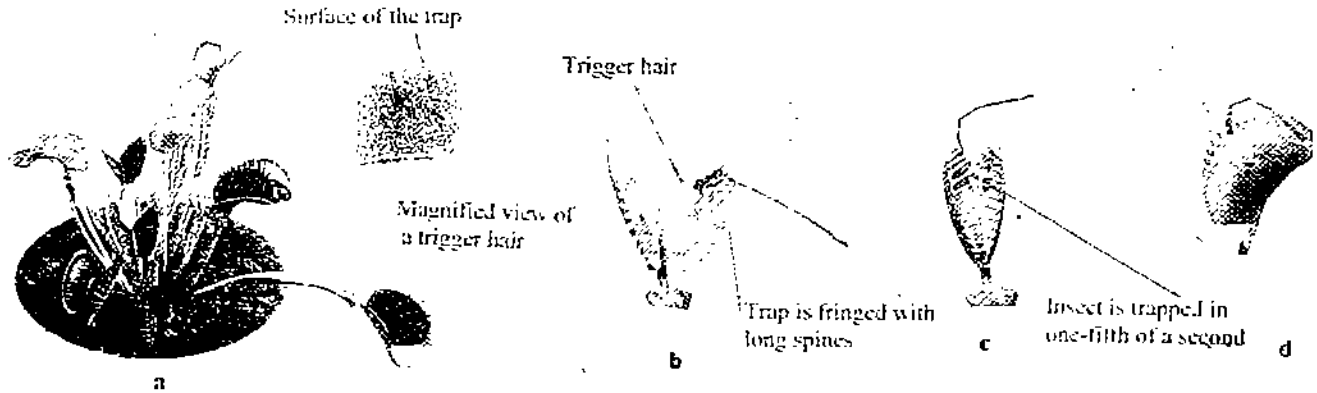 Surface of the trap
Trigger hair
Magnified view of
a trigger hair
Trap is fringed with
long spines
Insect is trapped in
one-fifth of a second
a
b
c
d